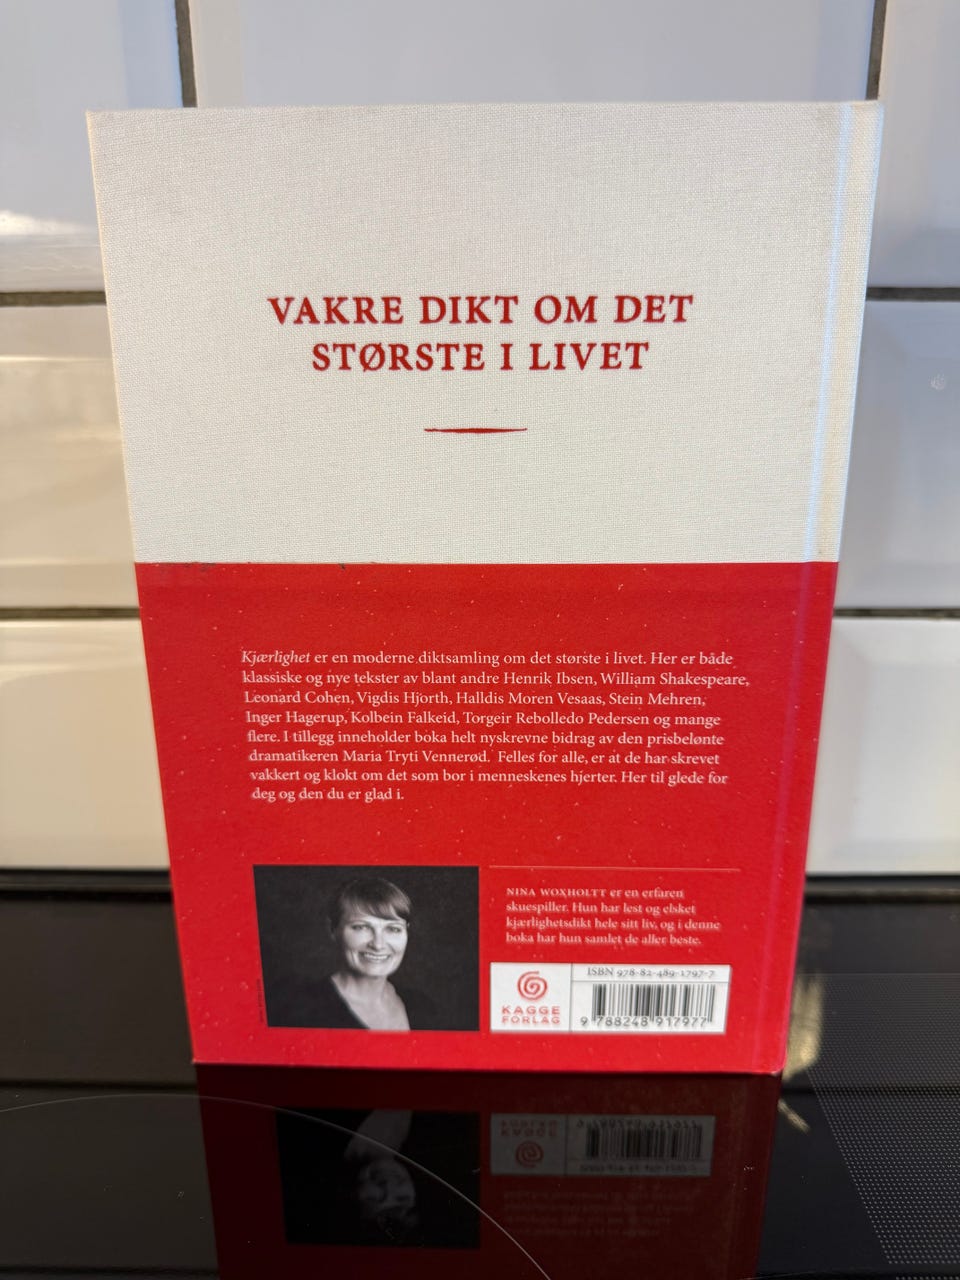 VAKRE DIKT OM DET
STØRSTE I LIVET
Kjærlighet er en moderne diktsamling om det største i livet. Her er både
klassiske og nye tekster av blant andre Henrik Ibsen, William Shakespeare,
Leonard Cohen, Vigdis Hjorth, Halldis Moren Vesaas, Stein Mehren,
Inger Hagerup, Kolbein Falkeid, Torgeir Rebolledo Pedersen og mange
flere. I tillegg inneholder boka helt nyskrevne bidrag av den prisbelønte
dramatikeren Maria Tryti Vennerød. Felles for alle, er at de har skrevet
vakkert og klokt om det som bor i menneskenes hjerter. Her til glede for
deg og den du er glad i.
NINA WOXHOLTT er en erfaren
skuespiller. Hun har lest og elsket
kjærlighetsdikt hele sitt liv, og i denne
boka har hun samlet de aller beste.
KAGGE
FORLAG
ISBN 978-82-489-1797-7
9 788248 917977